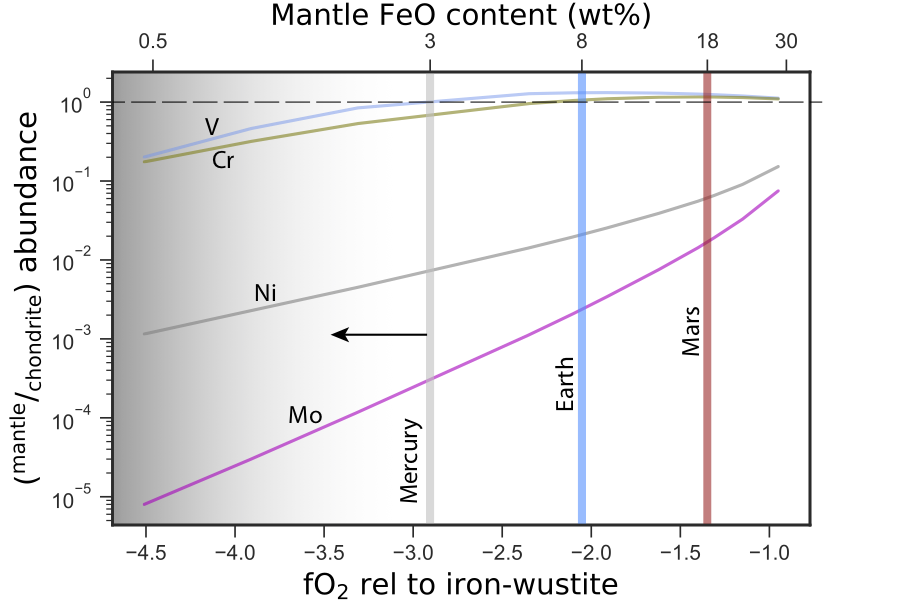 Mantle FeO content (wt%)
0.5 3 8 18 30
(mantle/chondrite) abundance
10⁰
10⁻¹
10⁻²
10⁻³
10⁻⁴
10⁻⁵
V
Cr
Ni
Mo
Mercury
Earth
Mars
−4.5 −4.0 −3.5 −3.0 −2.5 −2.0 −1.5 −1.0
fO₂ rel to iron-wustite